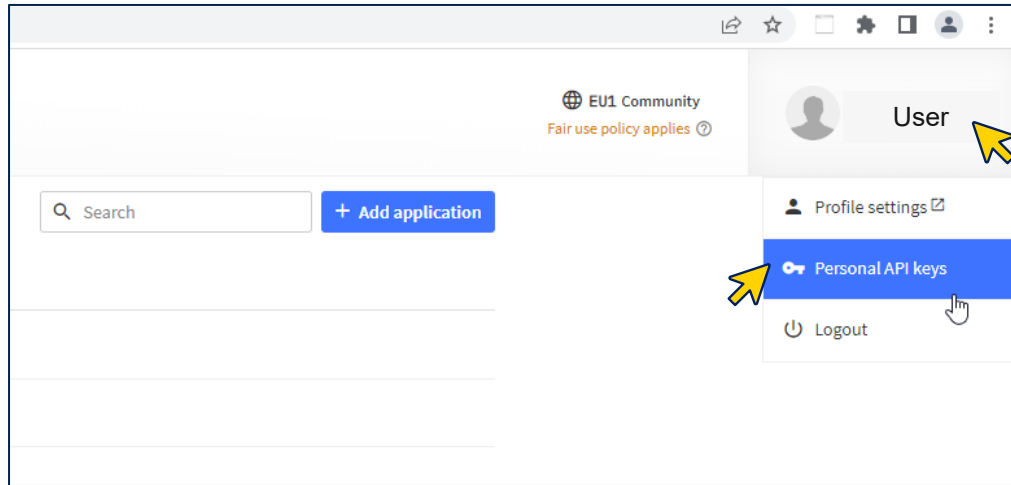 EU1 Community
Fair use policy applies
User
Search
+ Add application
Profile settings
Personal API keys
Logout